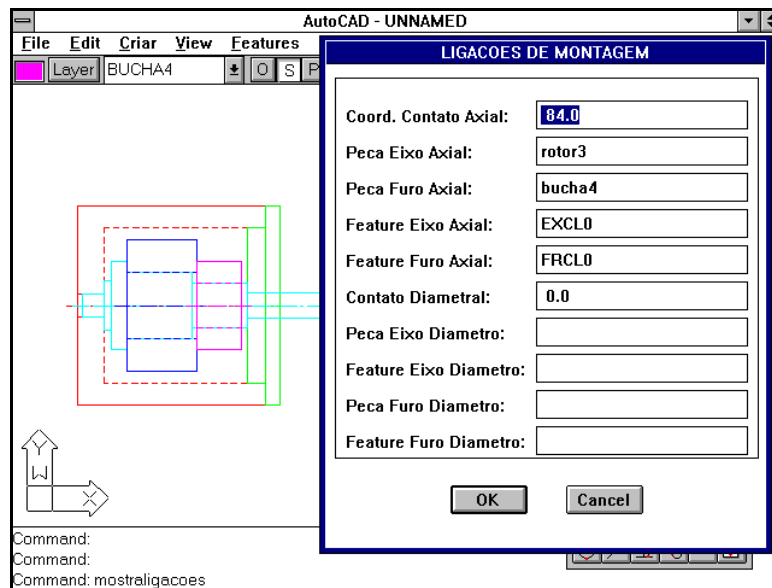 AutoCAD - UNNAMED
File Edit Criar View Features
Layer BUCHA4 O S P
LIGACOES DE MONTAGEM
Coord. Contato Axial: 84.0
Peca Eixo Axial: rotor3
Peca Furo Axial: bucha4
Feature Eixo Axial: EXCL0
Feature Furo Axial: FRCL0
Contato Diametral: 0.0
Peca Eixo Diametro:
Feature Eixo Diametro:
Peca Furo Diametro:
Feature Furo Diametro:
OK Cancel
Y
W
X
Command:
Command:
Command: mostraligacoes